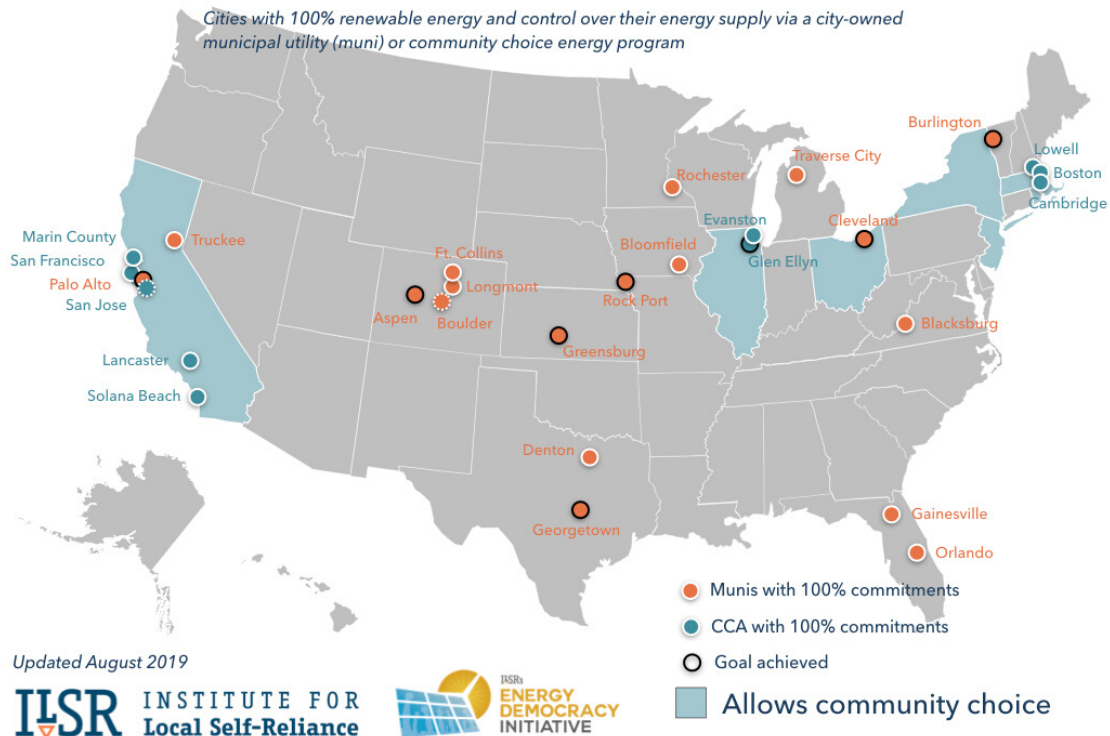 Cities with 100% renewable energy and control over their energy supply via a city-owned
municipal utility (muni) or community choice energy program
Burlington
Lowell
Boston
Cambridge
Traverse City
Rochester
Evanston
Cleveland
Marin County
Truckee
San Francisco
Bloomfield
Glen Ellyn
Ft. Collins
Palo Alto
Longmont
San Jose
Rock Port
Aspen
Boulder
Blacksburg
Greensburg
Lancaster
Solana Beach
Denton
Georgetown
Gainesville
Orlando
Munis with 100% commitments
CCA with 100% commitments
Goal achieved
Allows community choice
Updated August 2019
ILSR
INSTITUTE FOR
Local Self-Reliance
ILSR's
ENERGY
DEMOCRACY
INITIATIVE